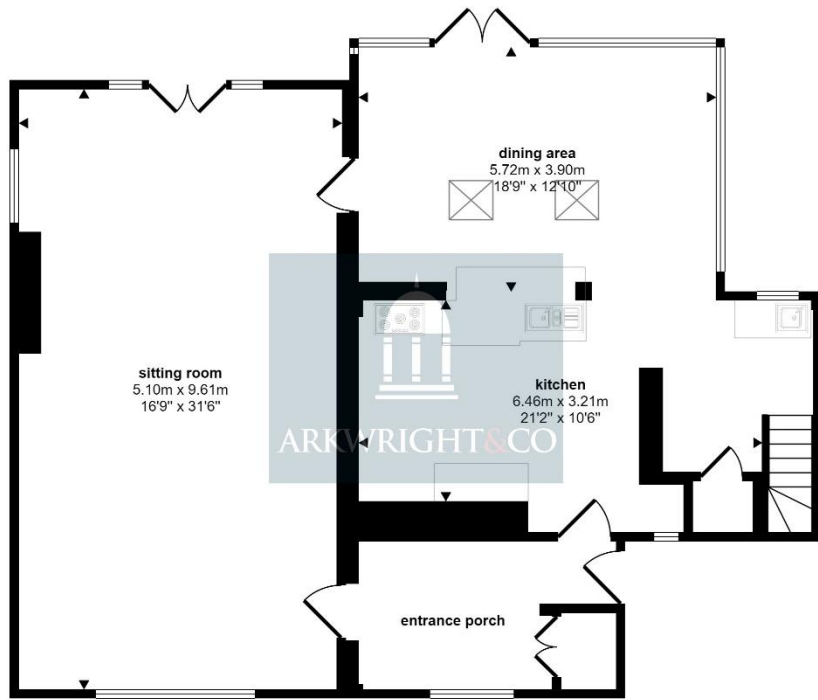 dining area
5.72m x 3.90m
18'9" x 12'10"
sitting room
5.10m x 9.61m
16'9" x 31'6"
kitchen
6.46m x 3.21m
21'2" x 10'6"
ARKWRIGHT&CO
entrance porch